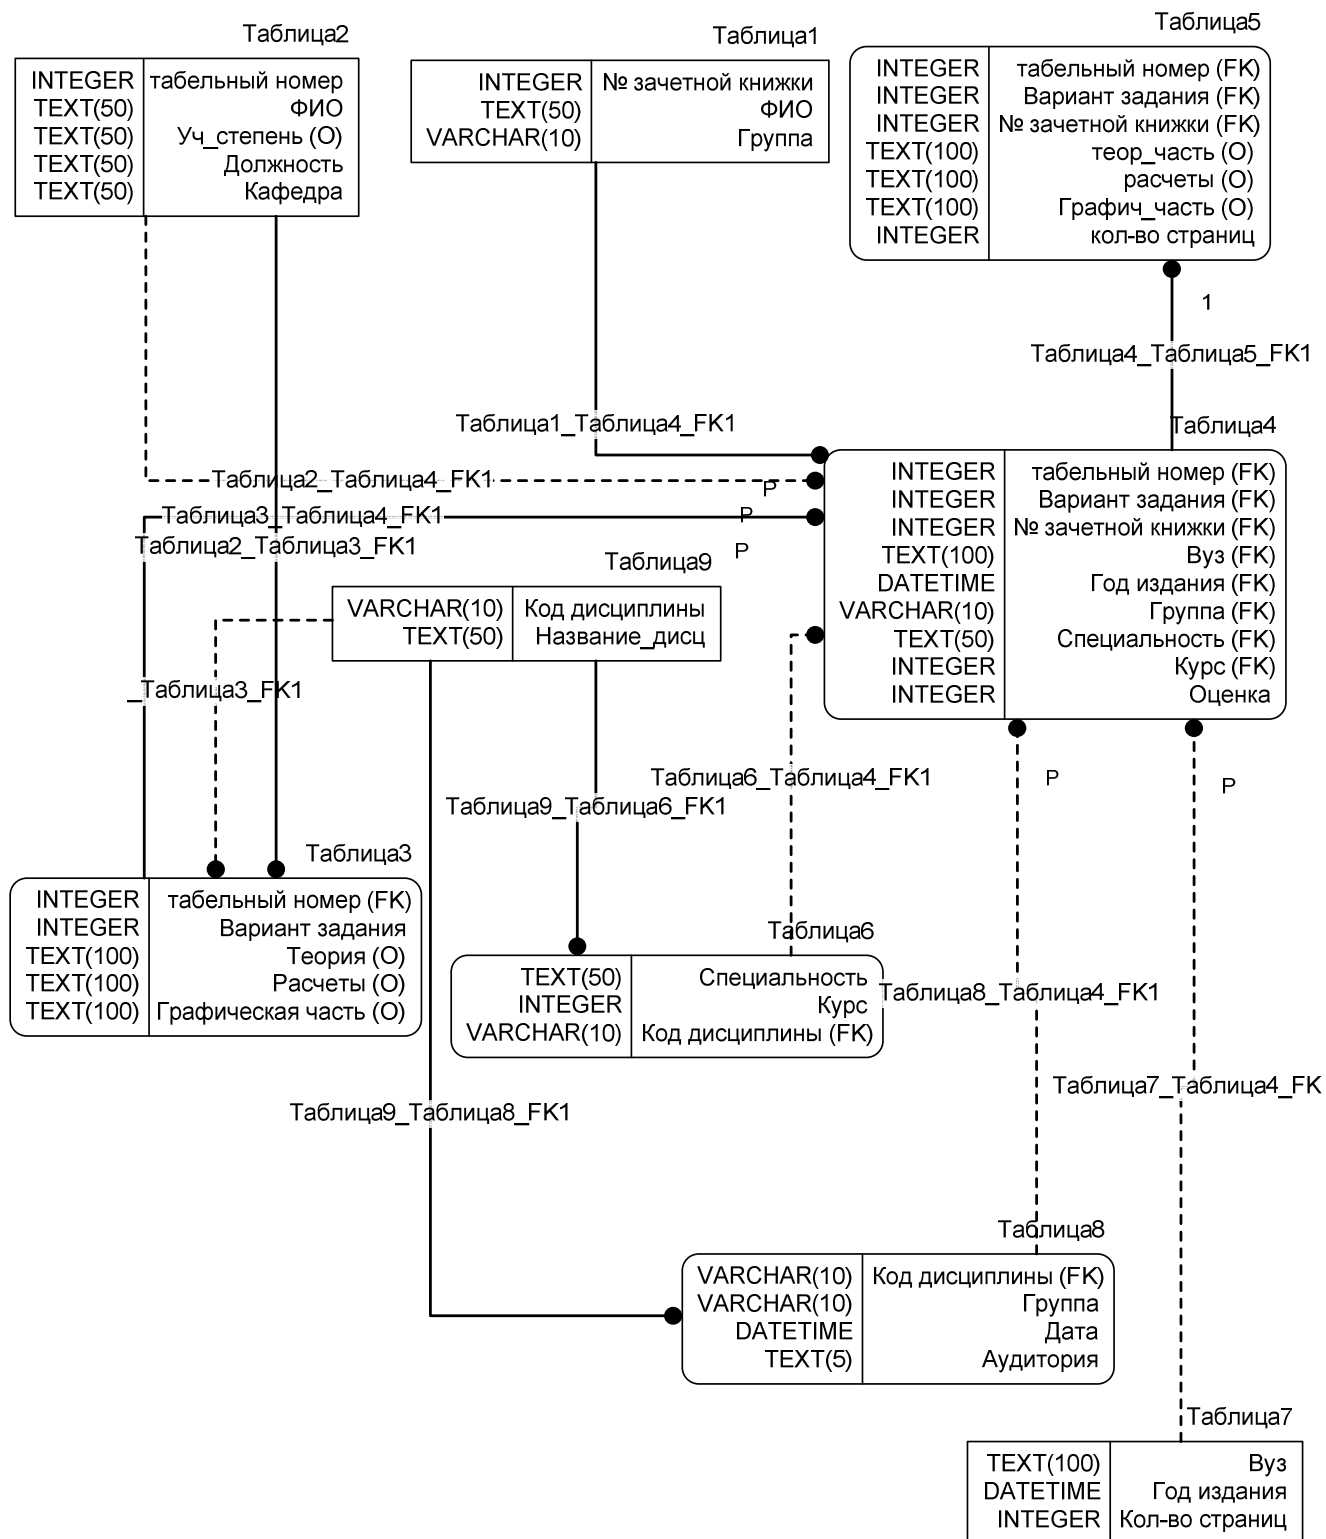 Таблица2
INTEGER табельный номер
TEXT(50) ФИО
TEXT(50) Уч_степень (О)
TEXT(50) Должность
TEXT(50) Кафедра
Таблица1
INTEGER № зачетной книжки
TEXT(50) ФИО
VARCHAR(10) Группа
Таблица5
INTEGER табельный номер (FK)
INTEGER Вариант задания (FK)
INTEGER № зачетной книжки (FK)
TEXT(100) теор_часть (О)
TEXT(100) расчеты (О)
TEXT(100) Графич_часть (О)
INTEGER кол-во страниц
1
Таблица4_Таблица5_FK1
Таблица1_Таблица4_FK1
Таблица4
INTEGER табельный номер (FK)
INTEGER Вариант задания (FK)
INTEGER № зачетной книжки (FK)
TEXT(100) Вуз (FK)
DATETIME Год издания (FK)
VARCHAR(10) Группа (FK)
TEXT(50) Специальность (FK)
INTEGER Курс (FK)
INTEGER Оценка
Таблица2_Таблица4_FK1
P
Таблица3_Таблица4_FK1
P
Таблица2_Таблица3_FK1
P
Таблица9
VARCHAR(10) Код дисциплины
TEXT(50) Название_дисц
_Таблица3_FK1
Таблица6_Таблица4_FK1
P
P
Таблица9_Таблица6_FK1
Таблица3
INTEGER табельный номер (FK)
INTEGER Вариант задания
TEXT(100) Теория (О)
TEXT(100) Расчеты (О)
TEXT(100) Графическая часть (О)
Таблица6
TEXT(50) Специальность
INTEGER Курс
VARCHAR(10) Код дисциплины (FK)
Таблица8_Таблица4_FK1
Таблица7_Таблица4_FK
Таблица9_Таблица8_FK1
Таблица8
VARCHAR(10) Код дисциплины (FK)
VARCHAR(10) Группа
DATETIME Дата
TEXT(5) Аудитория
Таблица7
TEXT(100) Вуз
DATETIME Год издания
INTEGER Кол-во страниц